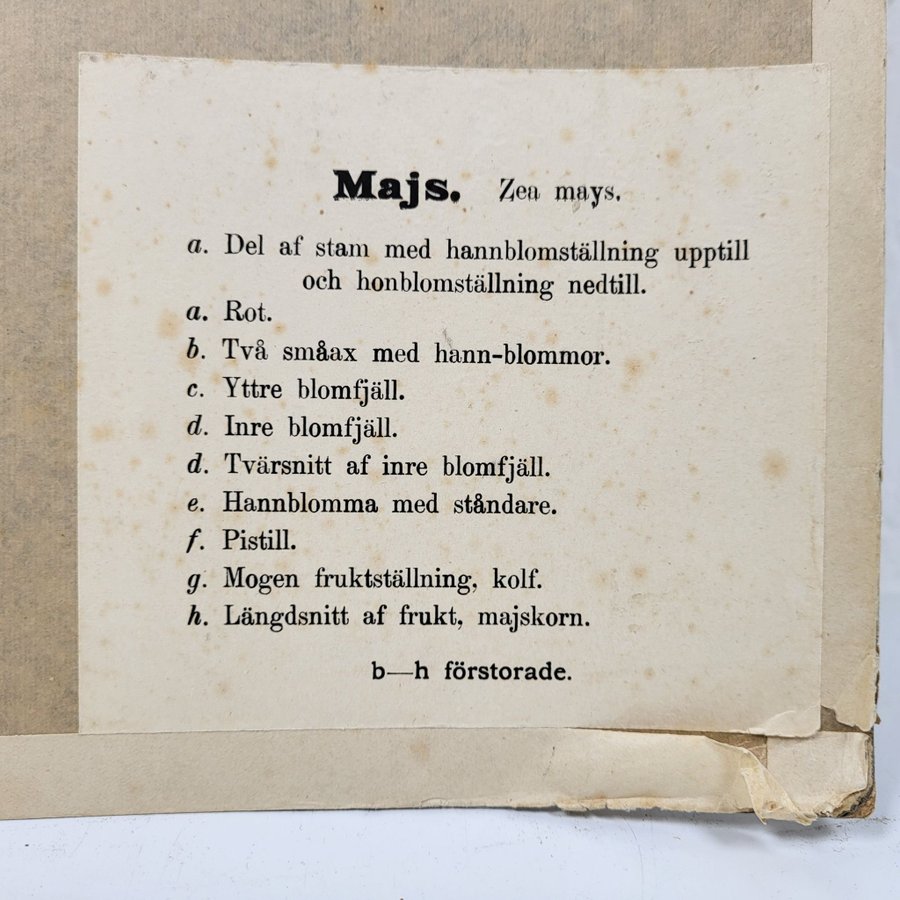 Majs. Zea mays.
a. Del af stam med hannblomställning upptill
och honblomställning nedtill.
a. Rot.
b. Två småax med hann-blommor.
c. Yttre blomfjäll.
d. Inre blomfjäll.
d. Tvärsnitt af inre blomfjäll.
e. Hannblomma med ståndare.
f. Pistill.
g. Mogen fruktställning, kolf.
h. Längdsnitt af frukt, majskorn.
b—h förstorade.